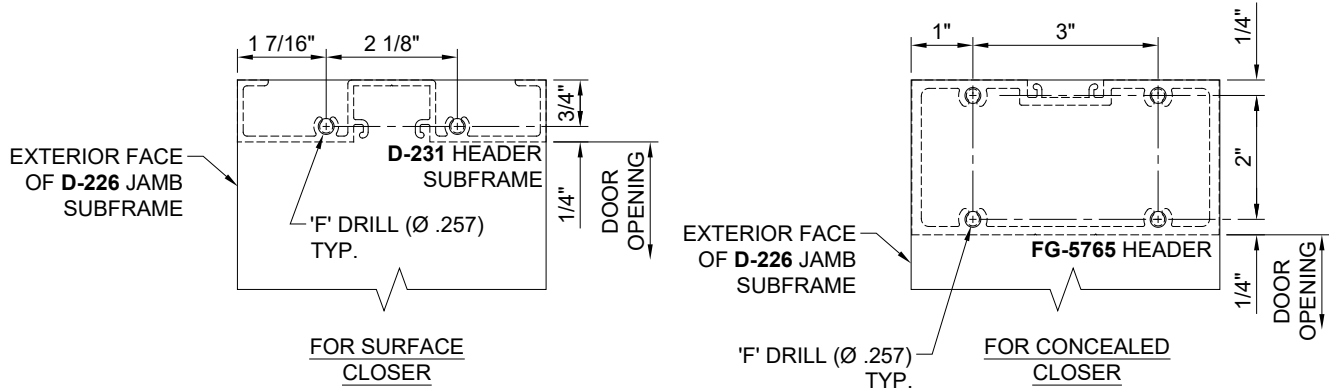 1 7/16"
2 1/8"
3/4"
1/4"
DOOR
OPENING
EXTERIOR FACE
OF D-226 JAMB
SUBFRAME
D-231 HEADER
SUBFRAME
'F' DRILL (Ø .257)
TYP.
FOR SURFACE
CLOSER
1"
3"
1/4"
2"
1/4"
DOOR
OPENING
EXTERIOR FACE
OF D-226 JAMB
SUBFRAME
FG-5765 HEADER
'F' DRILL (Ø .257)
TYP.
FOR CONCEALED
CLOSER